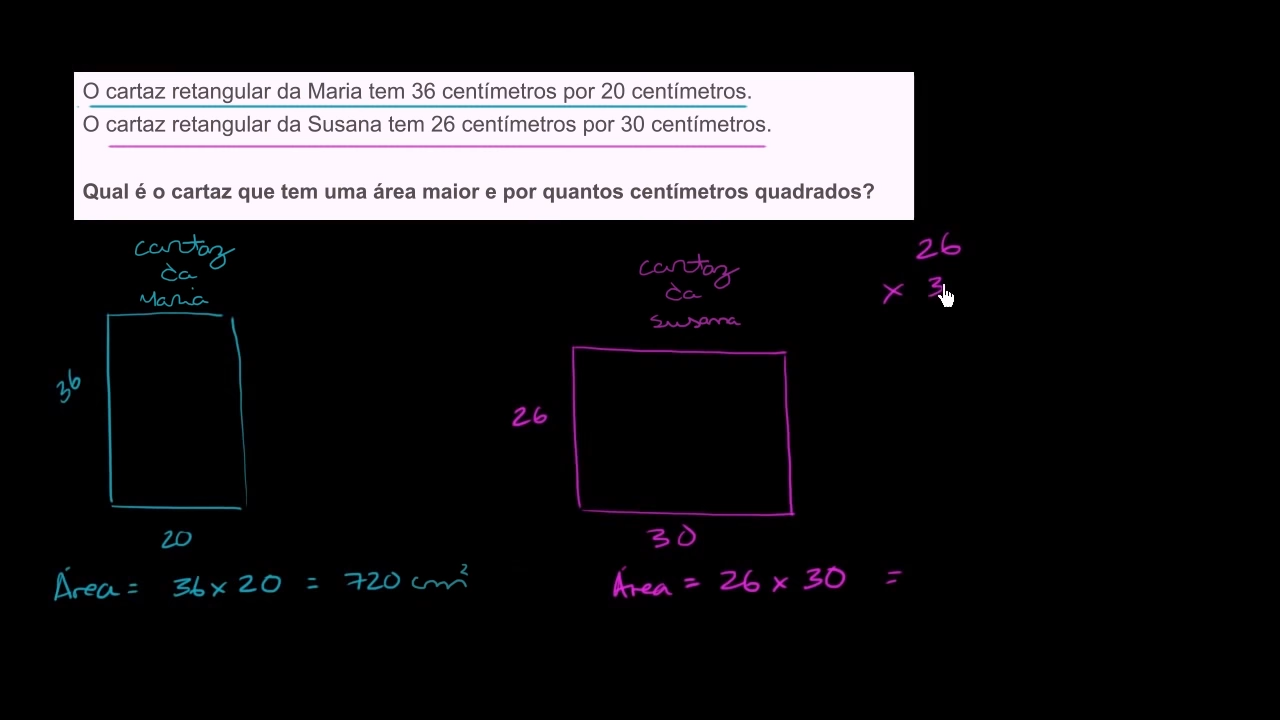 O cartaz retangular da Maria tem 36 centímetros por 20 centímetros.
O cartaz retangular da Susana tem 26 centímetros por 30 centímetros.
Qual é o cartaz que tem uma área maior e por quantos centímetros quadrados?
cartaz
da
Maria
36
20
Área = 36 x 20 = 720 cm²
cartaz
da
Susana
26
30
Área = 26 x 30 =
26
x 3